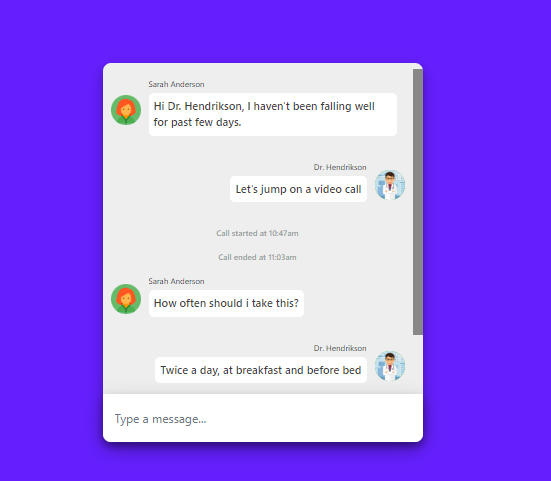 Sarah Anderson
Hi Dr. Hendrikson, I haven't been falling well
for past few days.
Dr. Hendrikson
Let's jump on a video call
Call started at 10:47am
Call ended at 11:03am
Sarah Anderson
How often should i take this?
Dr. Hendrikson
Twice a day, at breakfast and before bed
Type a message...